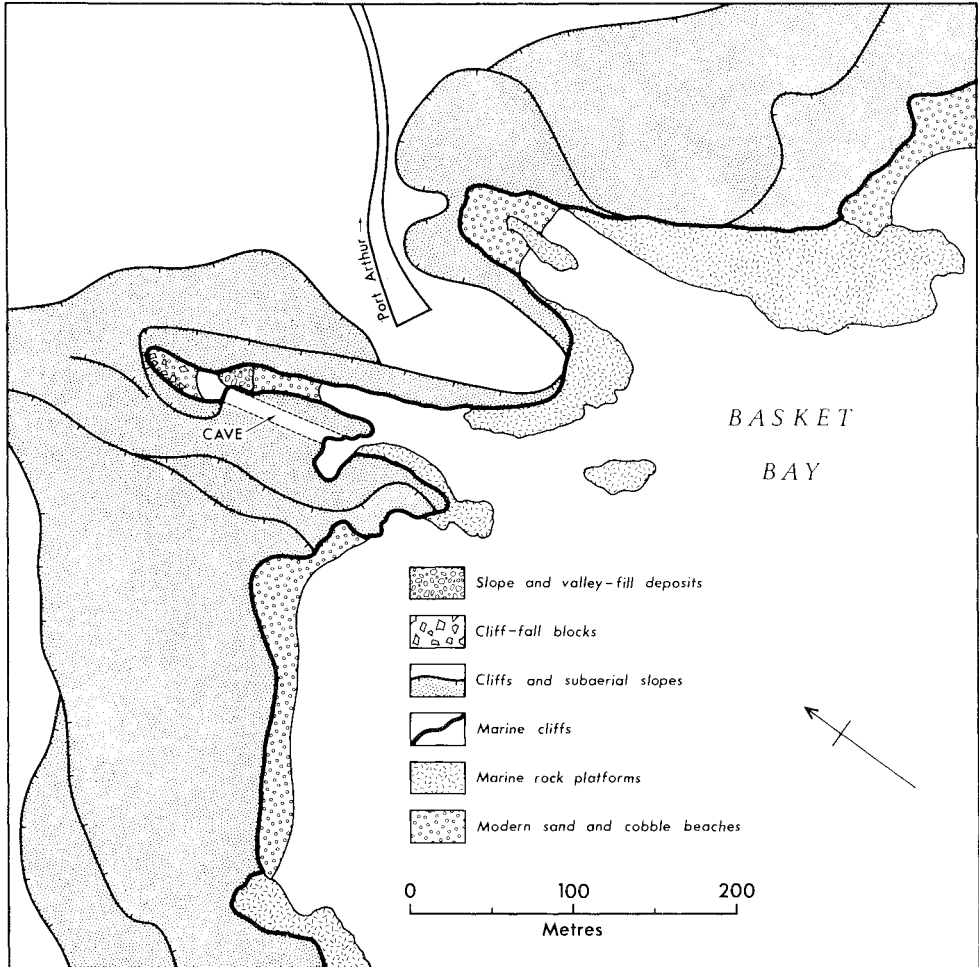 Port Arthur
CAVE
BASKET
BAY
Slope and valley-fill deposits
Cliff-fall blocks
Cliffs and subaerial slopes
Marine cliffs
Marine rock platforms
Modern sand and cobble beaches
0 100 200
Metres